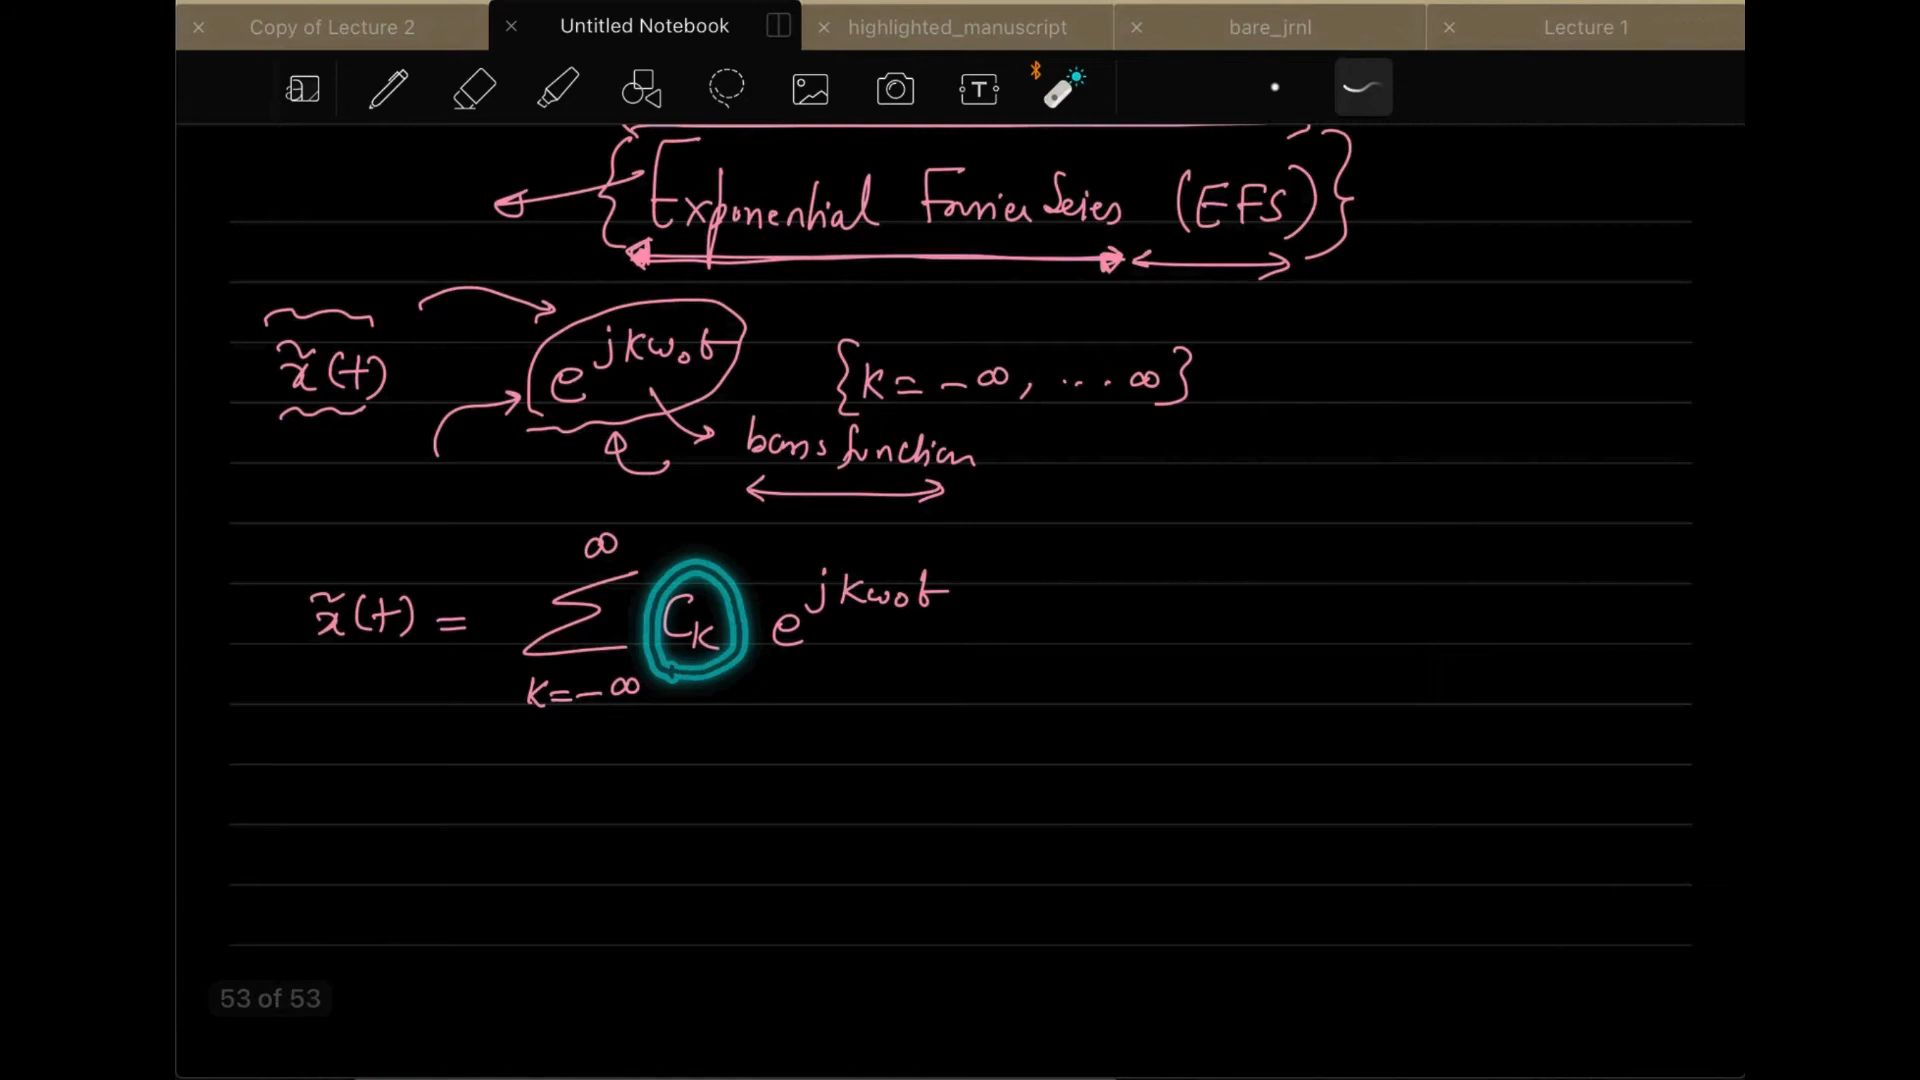 Copy of Lecture 2
Untitled Notebook
highlighted_manuscript
bare_jrnl
Lecture 1
{Exponential Fourier Series (EFS)}
x̃(t) e^{jkω₀t} {k = -∞, ... ∞}
basis function
x̃(t) = ∑_{k=-∞}^{∞} C_k e^{jkω₀t}
53 of 53